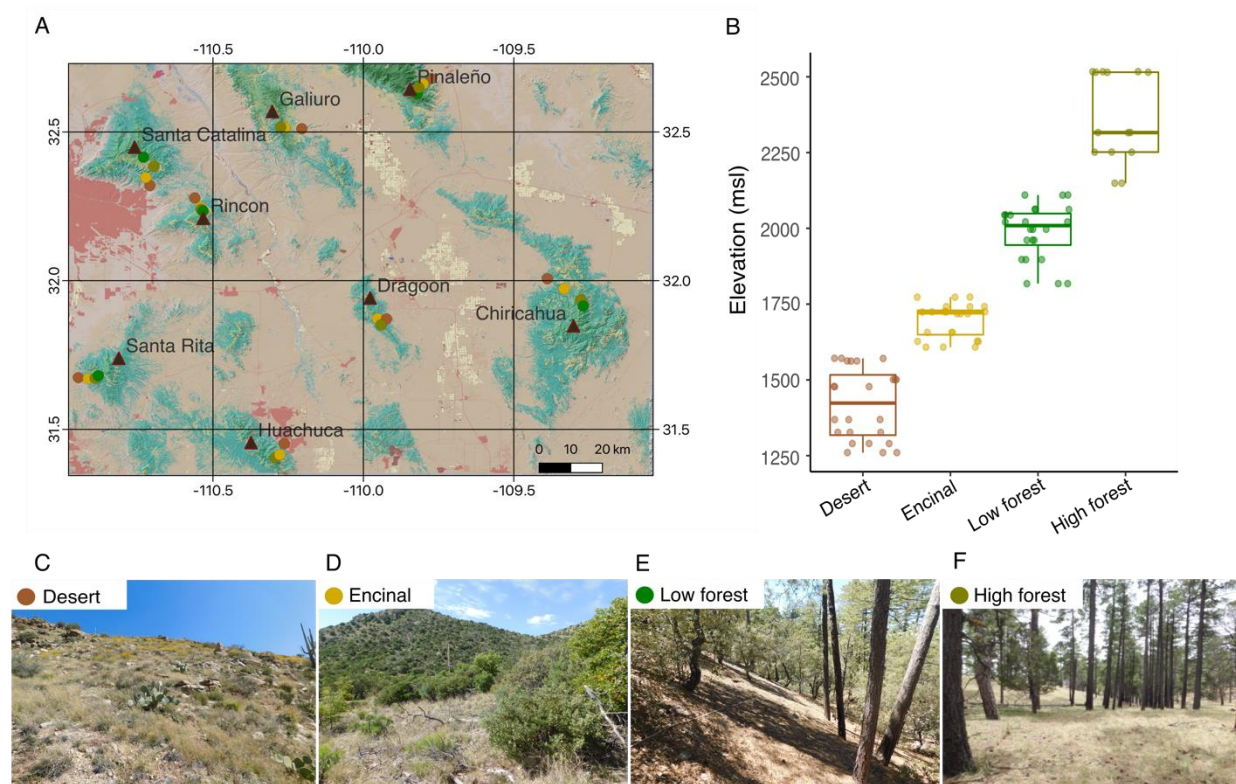 A
-110.5 -110.0 -109.5
Pinaleño
Galiuro
32.5 Santa Catalina 32.5
Rincon
32.0 32.0
Dragoon
Chiricahua
Santa Rita
31.5 31.5
Huachuca
0 10 20 km
-110.5 -110.0 -109.5
B
Elevation (msl)
2500
2250
2000
1750
1500
1250
Desert Encinal Low forest High forest
C D E F
Desert Encinal Low forest High forest